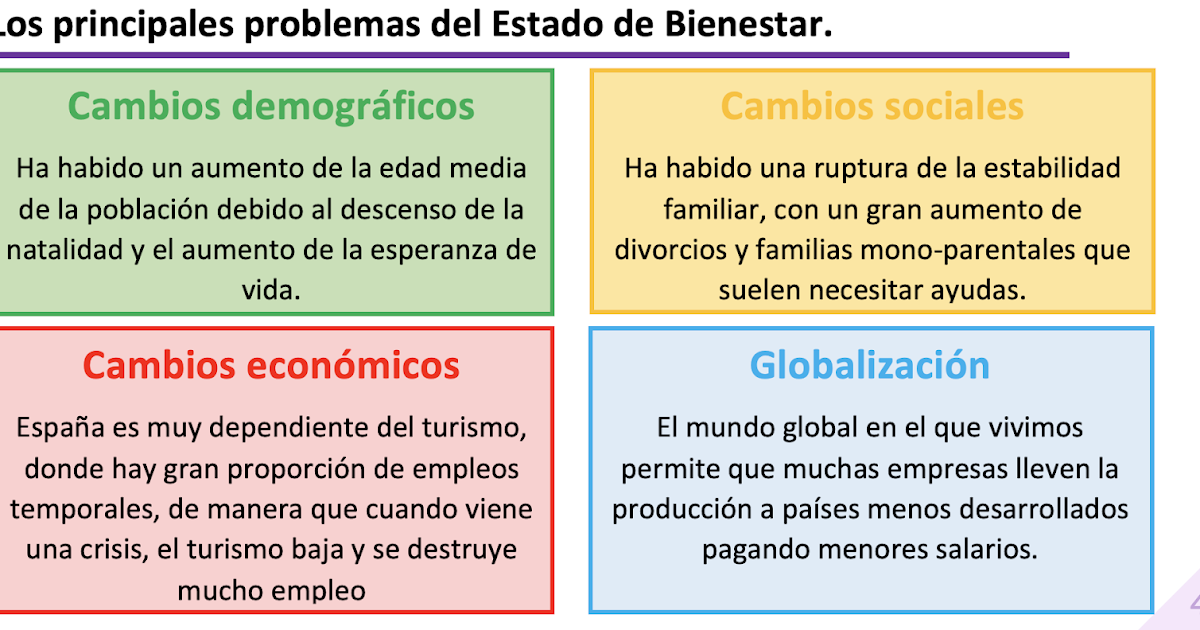 Los principales problemas del Estado de Bienestar.
Cambios demográficos
Ha habido un aumento de la edad media
de la población debido al descenso de la
natalidad y el aumento de la esperanza de
vida.
Cambios sociales
Ha habido una ruptura de la estabilidad
familiar, con un gran aumento de
divorcios y familias mono-parentales que
suelen necesitar ayudas.
Cambios económicos
España es muy dependiente del turismo,
donde hay gran proporción de empleos
temporales, de manera que cuando viene
una crisis, el turismo baja y se destruye
mucho empleo
Globalización
El mundo global en el que vivimos
permite que muchas empresas lleven la
producción a países menos desarrollados
pagando menores salarios.